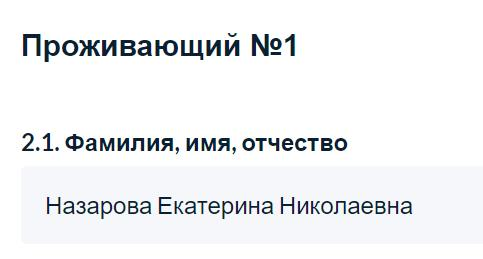 Проживающий №1
2.1. Фамилия, имя, отчество
Назарова Екатерина Николаевна